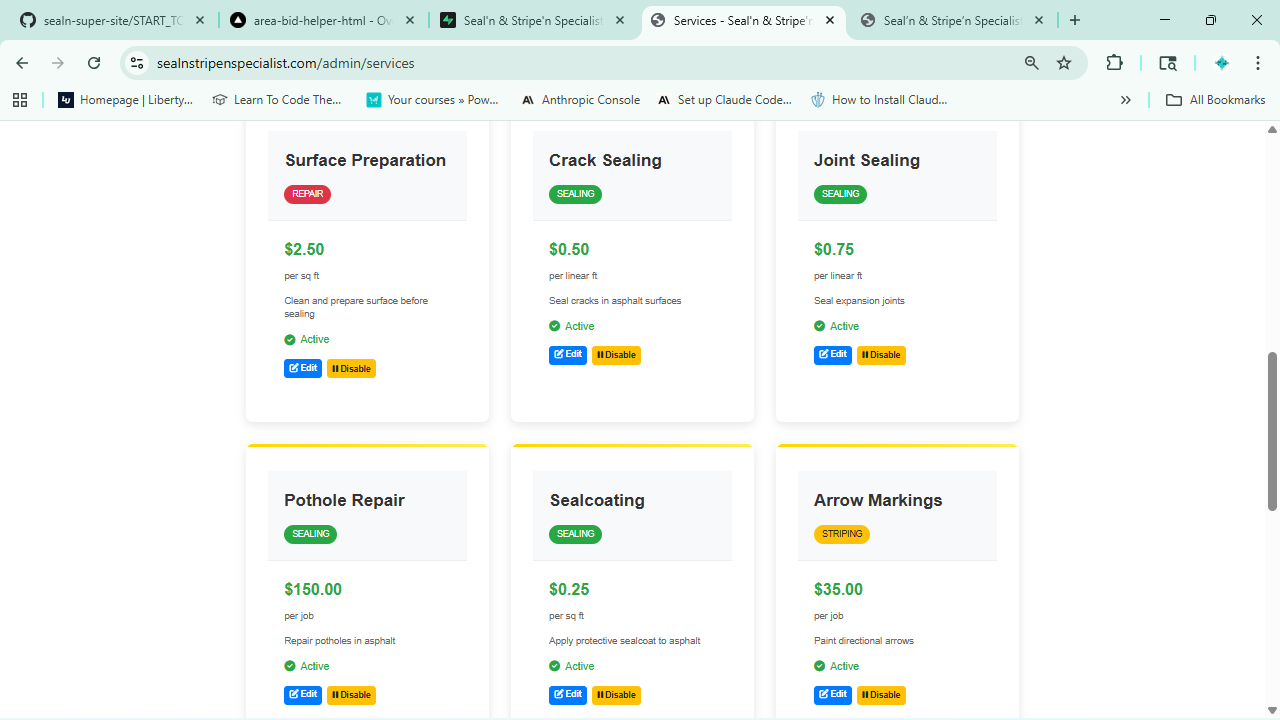 sealn-super-site/START_TO
area-bid-helper-html - Ove
Seal'n & Stripe'n Specialist
Services - Seal'n & Stripe'n
Seal'n & Stripe'n Specialist
sealnstripenspecialist.com/admin/services
Homepage | Liberty...
Learn To Code The...
Your courses » Pow...
Anthropic Console
Set up Claude Code...
How to Install Claud...
All Bookmarks
Surface Preparation
REPAIR
$2.50
per sq ft
Clean and prepare surface before
sealing
Active
Edit
Disable
Crack Sealing
SEALING
$0.50
per linear ft
Seal cracks in asphalt surfaces
Active
Edit
Disable
Joint Sealing
SEALING
$0.75
per linear ft
Seal expansion joints
Active
Edit
Disable
Pothole Repair
SEALING
$150.00
per job
Repair potholes in asphalt
Active
Edit
Disable
Sealcoating
SEALING
$0.25
per sq ft
Apply protective sealcoat to asphalt
Active
Edit
Disable
Arrow Markings
STRIPING
$35.00
per job
Paint directional arrows
Active
Edit
Disable